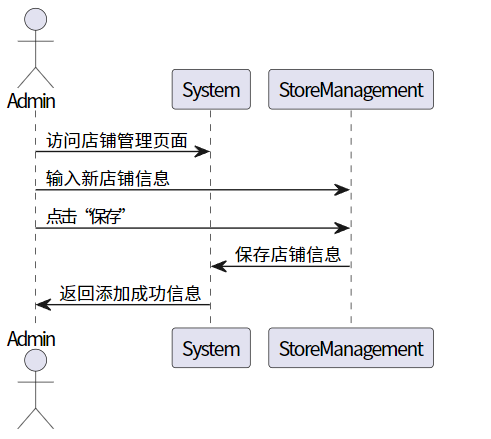 Admin
System
StoreManagement
访问店铺管理页面
输入新店铺信息
点击“保存”
保存店铺信息
返回添加成功信息
Admin
System
StoreManagement